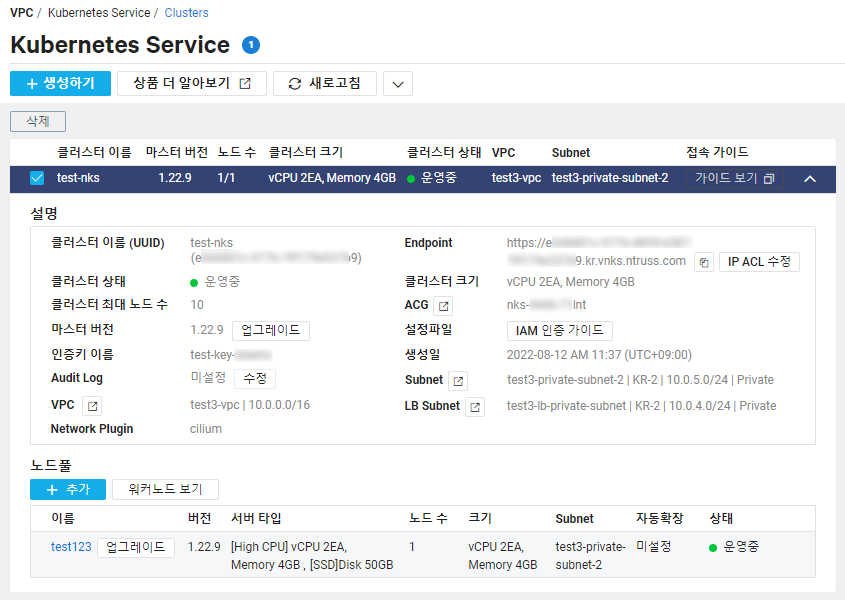 VPC / Kubernetes Service / Clusters
Kubernetes Service 1
+ 생성하기 상품 더 알아보기 새로고침
삭제
클러스터 이름 마스터 버전 노드 수 클러스터 크기 클러스터 상태 VPC Subnet 접속 가이드
test-nks 1.22.9 1/1 vCPU 2EA, Memory 4GB 운영중 test3-vpc test3-private-subnet-2 가이드 보기
설명
클러스터 이름 (UUID) test-nks Endpoint https://e
(e 9) 9.kr.vnks.ntruss.com IP ACL 수정
클러스터 상태 운영중 클러스터 크기 vCPU 2EA, Memory 4GB
클러스터 최대 노드 수 10 ACG nks- Int
마스터 버전 1.22.9 업그레이드 설정파일 IAM 인증 가이드
인증키 이름 test-key- 생성일 2022-08-12 AM 11:37 (UTC+09:00)
Audit Log 미설정 수정 Subnet test3-private-subnet-2 | KR-2 | 10.0.5.0/24 | Private
VPC test3-vpc | 10.0.0.0/16 LB Subnet test3-lb-private-subnet | KR-2 | 10.0.4.0/24 | Private
Network Plugin cilium
노드풀
+ 추가 워커노드 보기
이름 버전 서버 타입 노드 수 크기 Subnet 자동확장 상태
test123 업그레이드 1.22.9 [High CPU] vCPU 2EA, 1 vCPU 2EA, test3-private- 미설정 운영중
Memory 4GB , [SSD]Disk 50GB Memory 4GB subnet-2